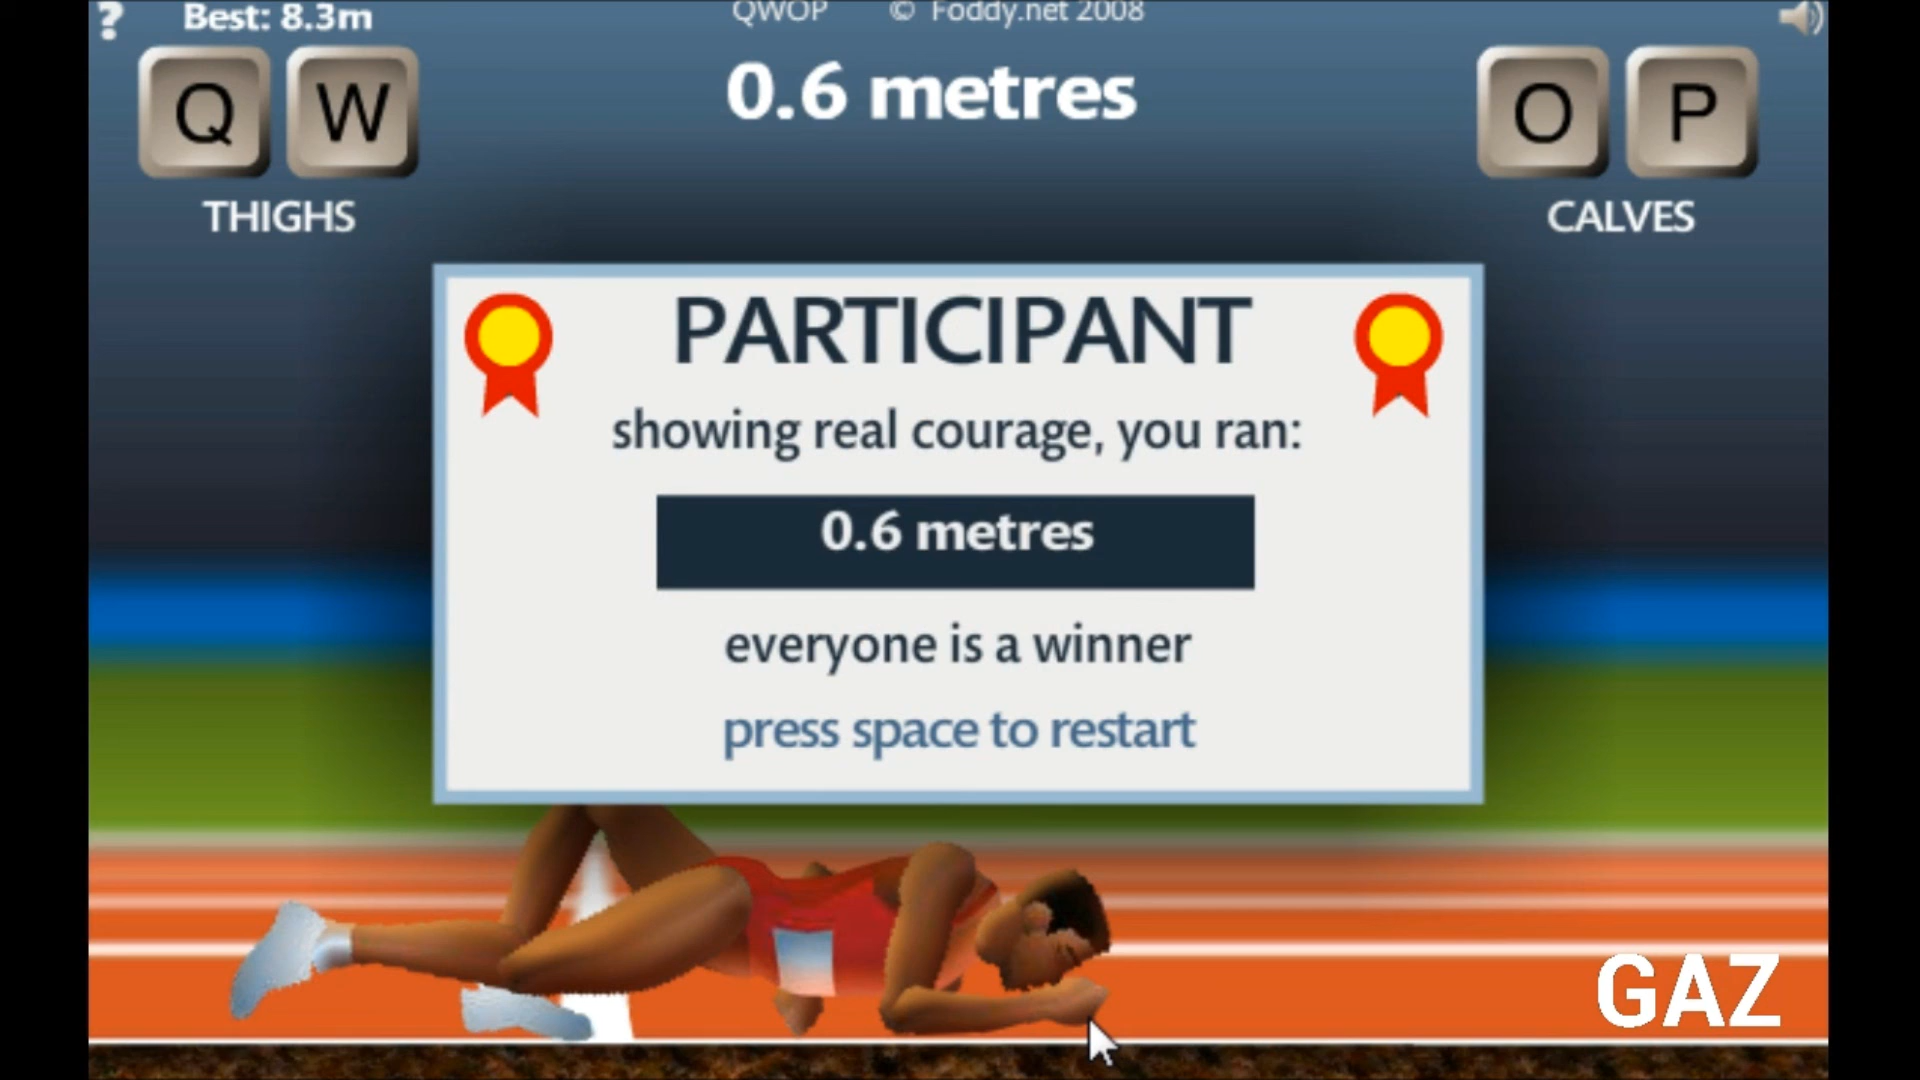 ?
Best: 8.3m
QWOP © Foddy.net 2008
0.6 metres
Q W
THIGHS
O P
CALVES
PARTICIPANT
showing real courage, you ran:
0.6 metres
everyone is a winner
press space to restart
GAZ